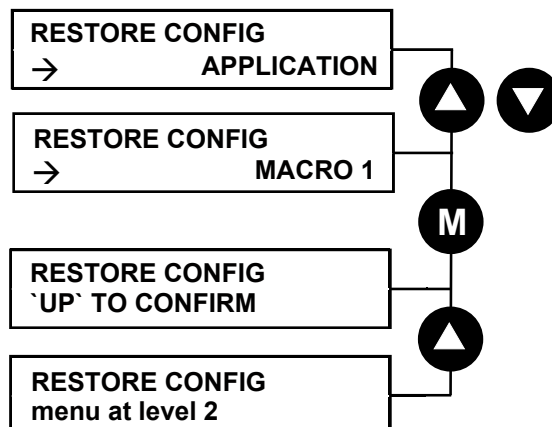 RESTORE CONFIG
→ APPLICATION
RESTORE CONFIG
→ MACRO 1
M
RESTORE CONFIG
`UP` TO CONFIRM
RESTORE CONFIG
menu at level 2